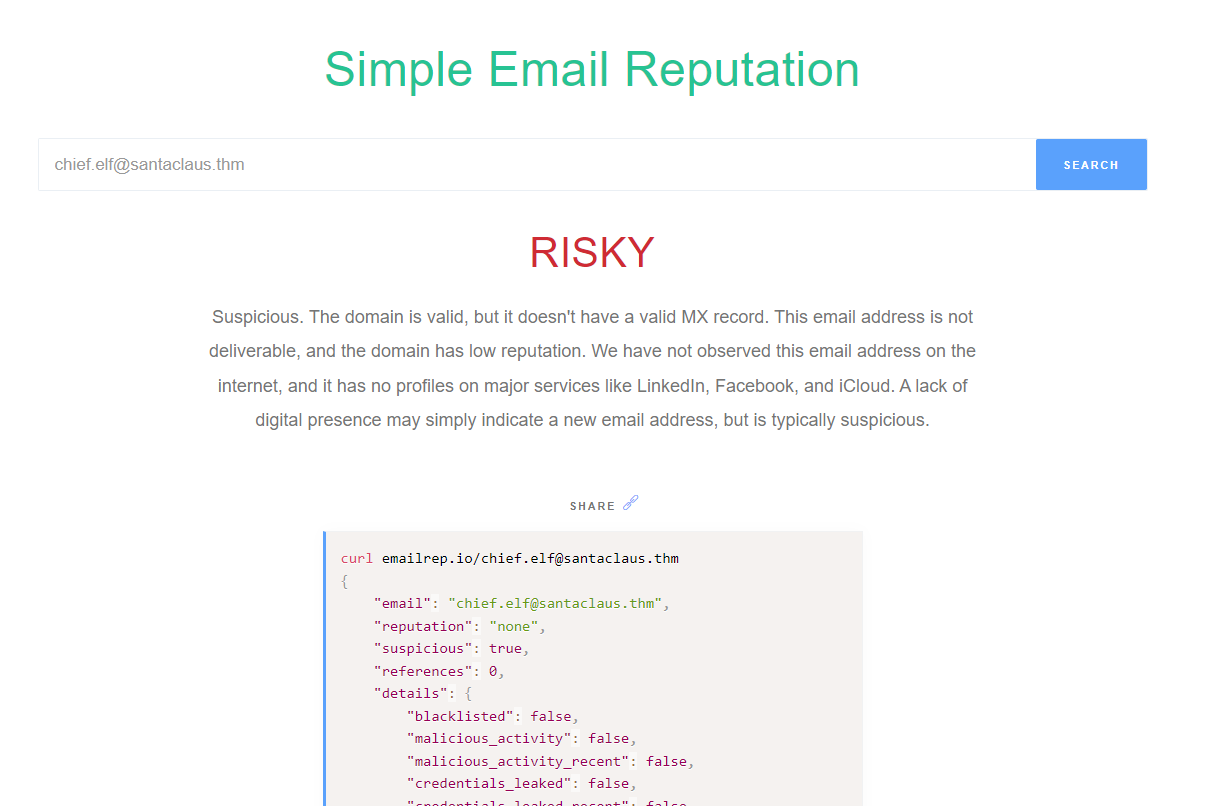 Simple Email Reputation
chief.elf@santaclaus.thm
SEARCH
RISKY
Suspicious. The domain is valid, but it doesn't have a valid MX record. This email address is not
deliverable, and the domain has low reputation. We have not observed this email address on the
internet, and it has no profiles on major services like LinkedIn, Facebook, and iCloud. A lack of
digital presence may simply indicate a new email address, but is typically suspicious.
SHARE
curl emailrep.io/chief.elf@santaclaus.thm
{
    "email": "chief.elf@santaclaus.thm",
    "reputation": "none",
    "suspicious": true,
    "references": 0,
    "details": {
        "blacklisted": false,
        "malicious_activity": false,
        "malicious_activity_recent": false,
        "credentials_leaked": false,
        "credentials_leaked_recent": false